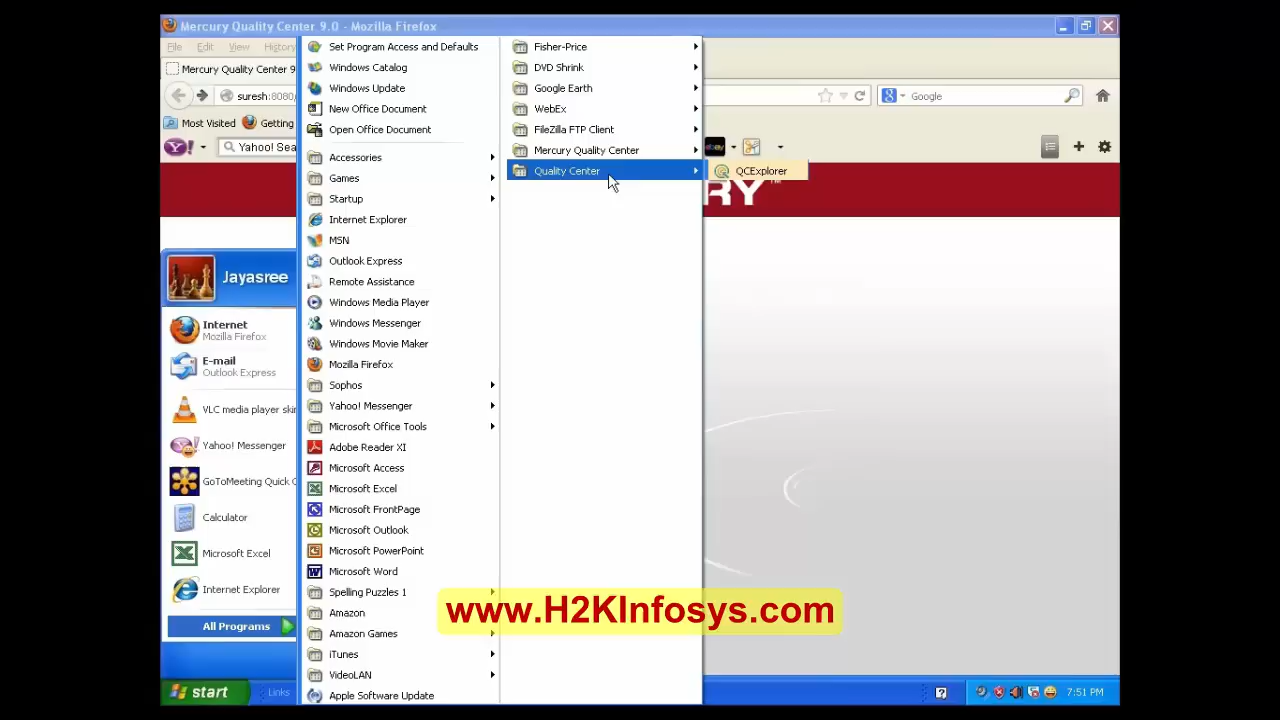 Mercury Quality Center 9.0 - Mozilla Firefox
File Edit View History
Mercury Quality Center 9
suresh:8080/
Google
Most Visited Getting
Yahoo! Sea
ebay
RY™
Jayasree
Internet
Mozilla Firefox
E-mail
Outlook Express
VLC media player skin
Yahoo! Messenger
GoToMeeting Quick C
Calculator
Microsoft Excel
Internet Explorer
All Programs
Set Program Access and Defaults
Windows Catalog
Windows Update
New Office Document
Open Office Document
Accessories
Games
Startup
Internet Explorer
MSN
Outlook Express
Remote Assistance
Windows Media Player
Windows Messenger
Windows Movie Maker
Mozilla Firefox
Sophos
Yahoo! Messenger
Microsoft Office Tools
Adobe Reader XI
Microsoft Access
Microsoft Excel
Microsoft FrontPage
Microsoft Outlook
Microsoft PowerPoint
Microsoft Word
Spelling Puzzles 1
Amazon
Amazon Games
iTunes
VideoLAN
Apple Software Update
Fisher-Price
DVD Shrink
Google Earth
WebEx
FileZilla FTP Client
Mercury Quality Center
Quality Center
QCExplorer
www.H2KInfosys.com
start
Links
7:51 PM